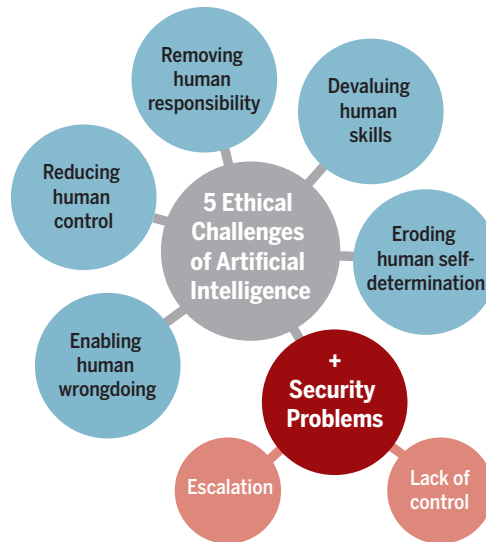 Removing
human
responsibility
Devaluing
human
skills
Reducing
human
control
5 Ethical
Challenges
of Artificial
Intelligence
Eroding
human self-
determination
Enabling
human
wrongdoing
+
Security
Problems
Escalation
Lack of
control